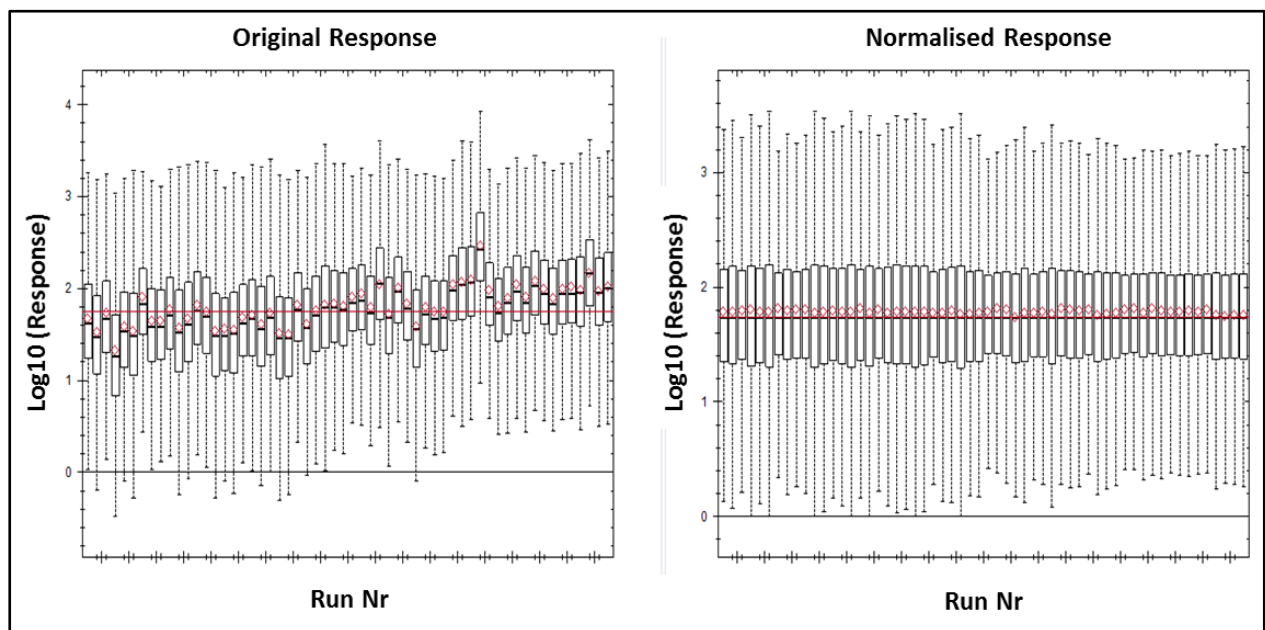 Original Response
Log10 (Response)
4
3
2
1
0
Run Nr
Normalised Response
Log10 (Response)
3
2
1
0
Run Nr